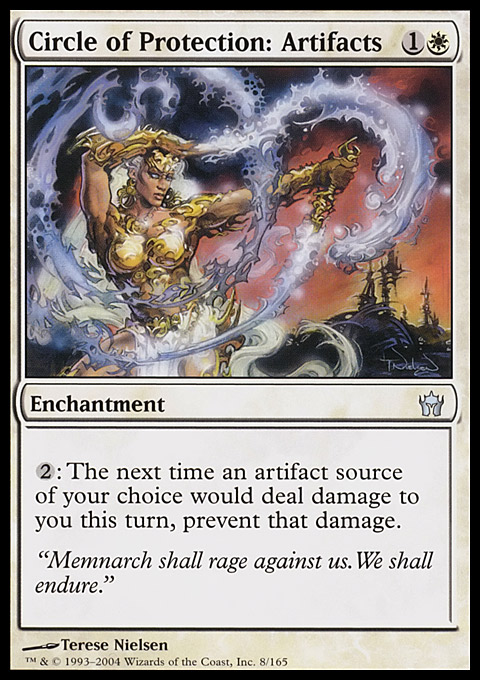 Circle of Protection: Artifacts 1
Enchantment
2: The next time an artifact source
of your choice would deal damage to
you this turn, prevent that damage.
“Memnarch shall rage against us. We shall
endure.”
Terese Nielsen
™ & © 1993–2004 Wizards of the Coast, Inc. 8/165